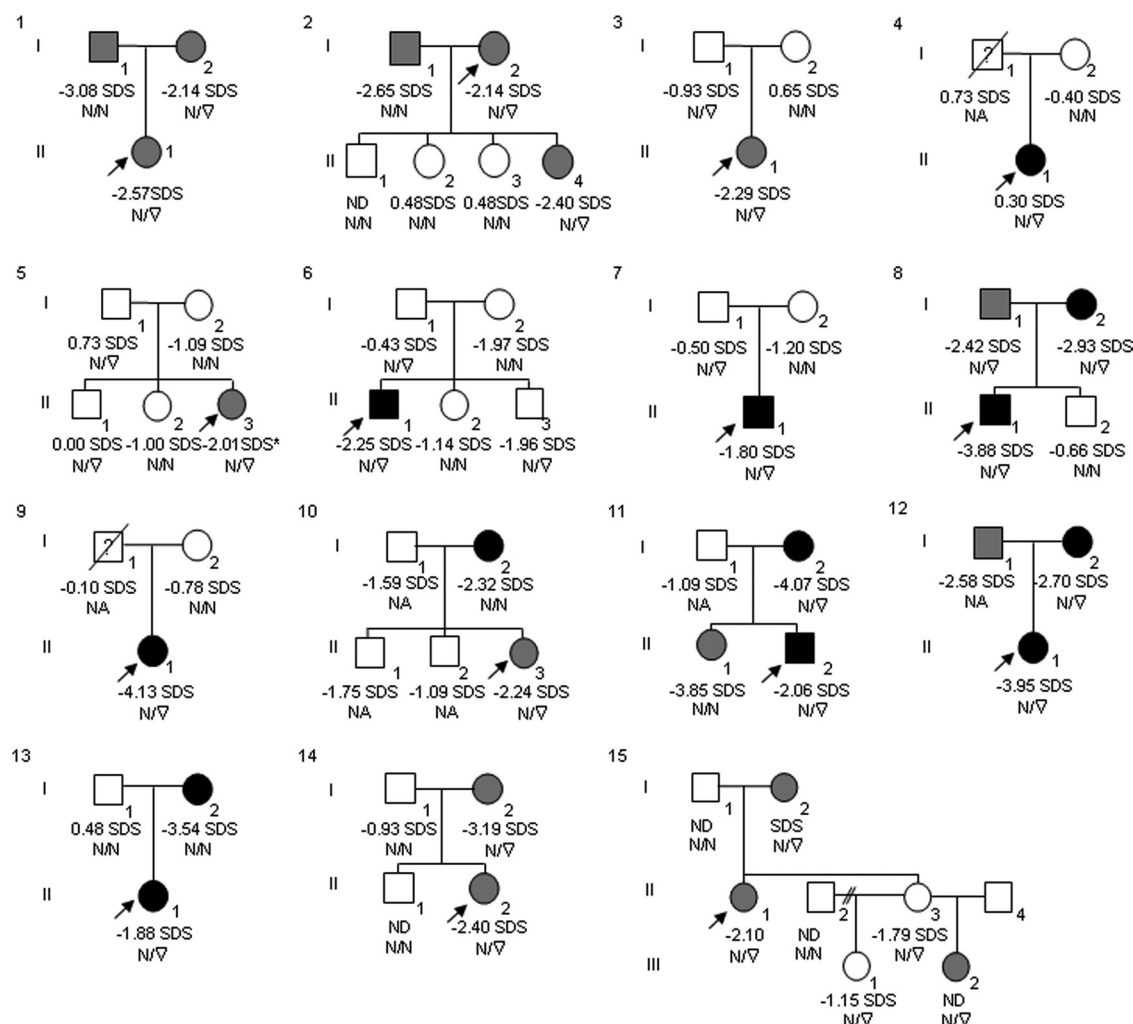 1 2 3 4
I I I I
1 2 1 2 1 2 ? 1 2
-3.08 SDS -2.14 SDS -2.65 SDS -2.14 SDS -0.93 SDS 0.65 SDS 0.73 SDS -0.40 SDS
N/N N/∇ N/N N/∇ N/∇ N/N NA N/N
II II II II
1 1 2 3 4 1 1
-2.57SDS ND 0.48SDS 0.48SDS -2.40 SDS -2.29 SDS 0.30 SDS
N/∇ N/N N/N N/N N/∇ N/∇ N/∇
5 6 7 8
I I I I
1 2 1 2 1 2 1 2
0.73 SDS -1.09 SDS -0.43 SDS -1.97 SDS -0.50 SDS -1.20 SDS -2.42 SDS -2.93 SDS
N/∇ N/N N/∇ N/N N/∇ N/N N/∇ N/∇
II II II II
1 2 3 1 2 3 1 1 2
0.00 SDS -1.00 SDS -2.01SDS* -2.25 SDS -1.14 SDS -1.96 SDS -1.80 SDS -3.88 SDS -0.66 SDS
N/∇ N/N N/∇ N/∇ N/N N/∇ N/∇ N/∇ N/N
9 10 11 12
I I I I
? 1 2 1 2 1 2 1 2
-0.10 SDS -0.78 SDS -1.59 SDS -2.32 SDS -1.09 SDS -4.07 SDS -2.58 SDS -2.70 SDS
NA N/N NA N/N NA N/∇ NA N/∇
II II II II
1 1 2 3 1 2 1
-4.13 SDS -1.75 SDS -1.09 SDS -2.24 SDS -3.85 SDS -2.06 SDS -3.95 SDS
N/∇ NA NA N/∇ N/N N/∇ N/∇
13 14 15
I I I
1 2 1 2 1 2
0.48 SDS -3.54 SDS -0.93 SDS -3.19 SDS ND SDS
N/N N/N N/N N/∇ N/N N/∇
II II II
1 1 2 1 2 3 4
-1.88 SDS ND -2.40 SDS -2.10 ND -1.79 SDS
N/∇ N/N N/∇ N/∇ N/N N/∇
III
1 2
-1.15 SDS ND
N/∇ N/∇